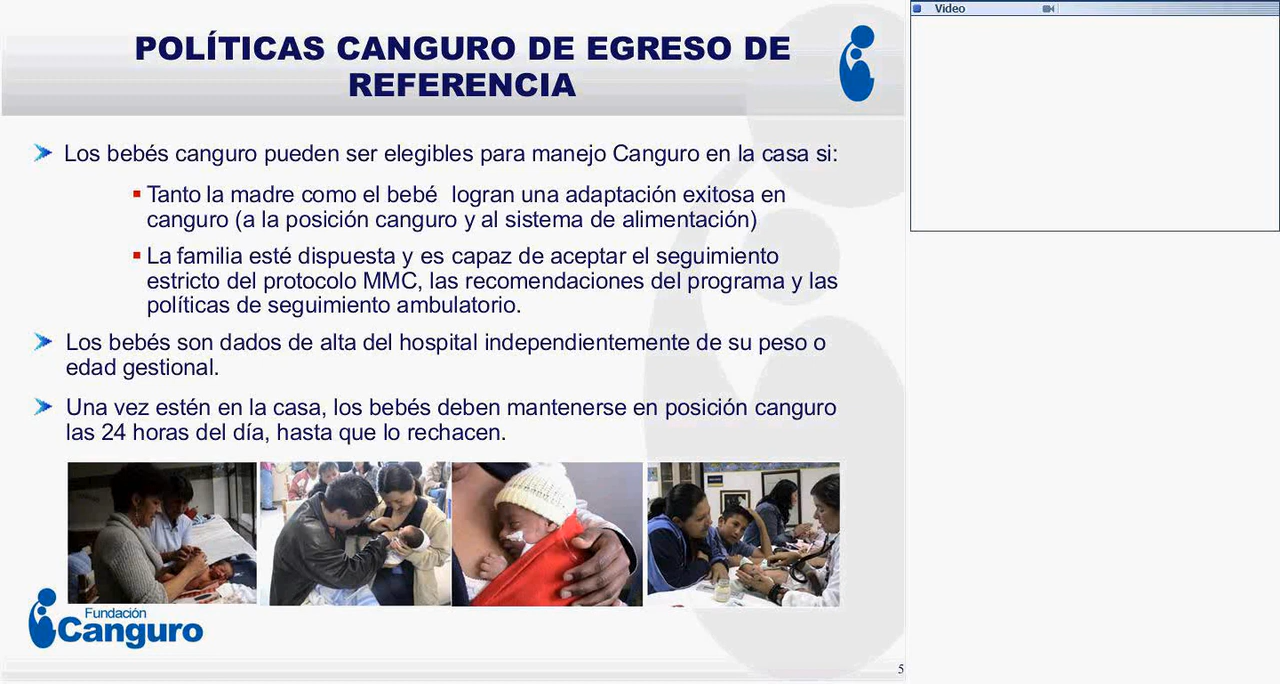 POLÍTICAS CANGURO DE EGRESO DE
REFERENCIA
Los bebés canguro pueden ser elegibles para manejo Canguro en la casa si:
Tanto la madre como el bebé logran una adaptación exitosa en
canguro (a la posición canguro y al sistema de alimentación)
La familia esté dispuesta y es capaz de aceptar el seguimiento
estricto del protocolo MMC, las recomendaciones del programa y las
políticas de seguimiento ambulatorio.
Los bebés son dados de alta del hospital independientemente de su peso o
edad gestional.
Una vez estén en la casa, los bebés deben mantenerse en posición canguro
las 24 horas del día, hasta que lo rechacen.
Fundación
Canguro
5
Video